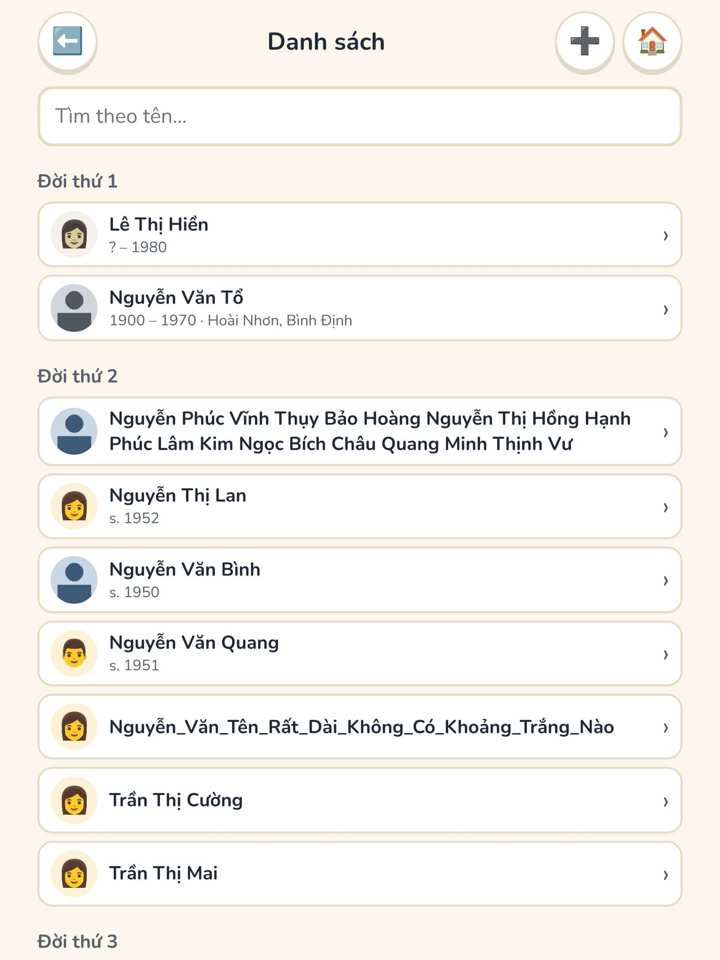 Danh sách
Tìm theo tên...
Đời thứ 1
Lê Thị Hiền
? – 1980
Nguyễn Văn Tổ
1900 – 1970 · Hoài Nhơn, Bình Định
Đời thứ 2
Nguyễn Phúc Vĩnh Thụy Bảo Hoàng Nguyễn Thị Hồng Hạnh
Phúc Lâm Kim Ngọc Bích Châu Quang Minh Thịnh Vư
Nguyễn Thị Lan
s. 1952
Nguyễn Văn Bình
s. 1950
Nguyễn Văn Quang
s. 1951
Nguyễn_Văn_Tên_Rất_Dài_Không_Có_Khoảng_Trắng_Nào
Trần Thị Cường
Trần Thị Mai
Đời thứ 3